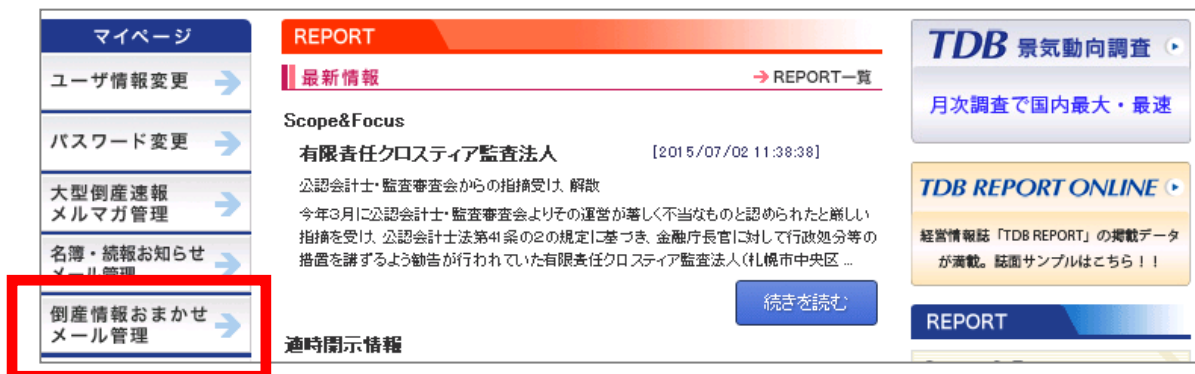 マイページ
ユーザ情報変更
パスワード変更
大型倒産速報
メルマガ管理
名簿・続報お知らせ
メール管理
倒産情報おまかせ
メール管理
REPORT
最新情報
REPORT一覧
Scope&Focus
有限責任クロスティア監査法人 [2015/07/02 11:38:38]
公認会計士・監査審査会からの指摘受け、解散
今年3月に公認会計士・監査審査会よりその運営が著しく不当なものと認められたと厳しい
指摘を受け、公認会計士法第41条の2の規定に基づき、金融庁長官に対して行政処分等の
措置を講ずるよう勧告が行われていた有限責任クロスティア監査法人(札幌市中央区 ...
続きを読む
適時開示情報
TDB 景気動向調査
月次調査で国内最大・最速
TDB REPORT ONLINE
経営情報誌「TDB REPORT」の掲載データ
が満載。誌面サンプルはこちら!!
REPORT